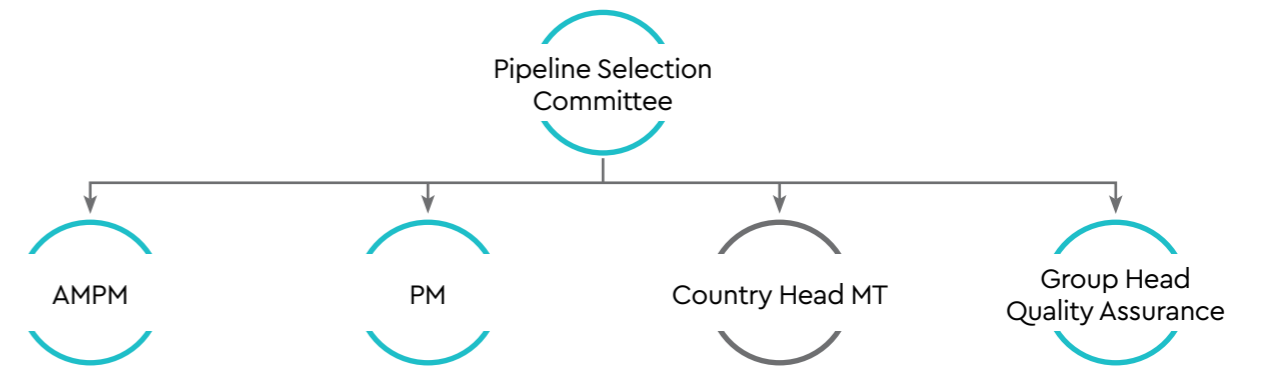 Pipeline Selection
Committee
AMPM
PM
Country Head MT
Group Head
Quality Assurance